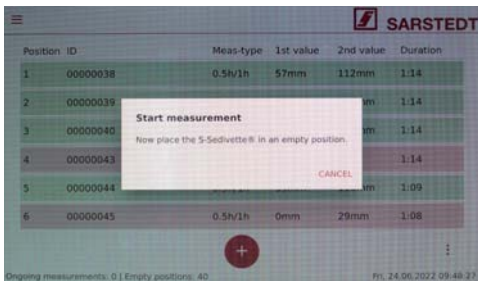 SARSTEDT
Position ID Meas-type 1st value 2nd value Duration
1 00000038 0.5h/1h 57mm 112mm 1:14
2 00000039 mm 1:14
3 00000040 mm 1:14
4 00000043 1:14
5 00000044 mm 1:09
6 00000045 0.5h/1h 0mm 29mm 1:08
Start measurement
Now place the S-Sedivette® in an empty position.
CANCEL
+
Ongoing measurements: 0 | Empty positions: 40
Fri, 24.06.2022 09:48:27